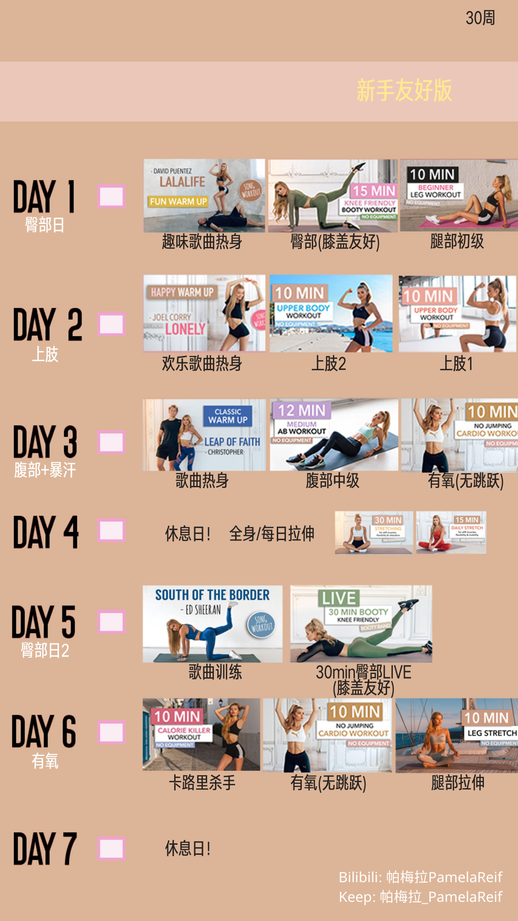 30周
新手友好版
DAY 1
臀部日
- DAVID PUENTEZ
LALALIFE
SONG WORKOUT
FUN WARM UP
趣味歌曲热身
15 MIN
KNEE FRIENDLY
BOOTY WORKOUT
NO EQUIPMENT
臀部(膝盖友好)
10 MIN
BEGINNER
LEG WORKOUT
NO EQUIPMENT
腿部初级
DAY 2
上肢
HAPPY WARM UP
JOEL CORRY
LONELY
欢乐歌曲热身
10 MIN
UPPER BODY
WORKOUT
NO EQUIPMENT
上肢2
10 MIN
UPPER BODY
WORKOUT
NO EQUIPMENT
上肢1
DAY 3
腹部+暴汗
CLASSIC
WARM UP
LEAP OF FAITH
- CHRISTOPHER
歌曲热身
12 MIN
MEDIUM
AB WORKOUT
NO EQUIPMENT
腹部中级
10 MIN
NO JUMPING
CARDIO WORKO
NO EQUIPMENT
有氧(无跳跃)
DAY 4
休息日! 全身/每日拉伸
30 MIN
STRETCHING
15 MIN
DAILY STRETCH
DAY 5
臀部日2
SOUTH OF THE BORDER
- ED SHEERAN
SONG WORKOUT
歌曲训练
LIVE
30 MIN BOOTY
KNEE FRIENDLY
30min臀部LIVE
(膝盖友好)
DAY 6
有氧
10 MIN
CALORIE KILLER
WORKOUT
NO EQUIPMENT
卡路里杀手
10 MIN
NO JUMPING
CARDIO WORKOUT
NO EQUIPMENT
有氧(无跳跃)
10 MIN
LEG STRETCH
NO EQUIPMENT
腿部拉伸
DAY 7
休息日!
Bilibili: 帕梅拉PamelaReif
Keep: 帕梅拉_PamelaReif